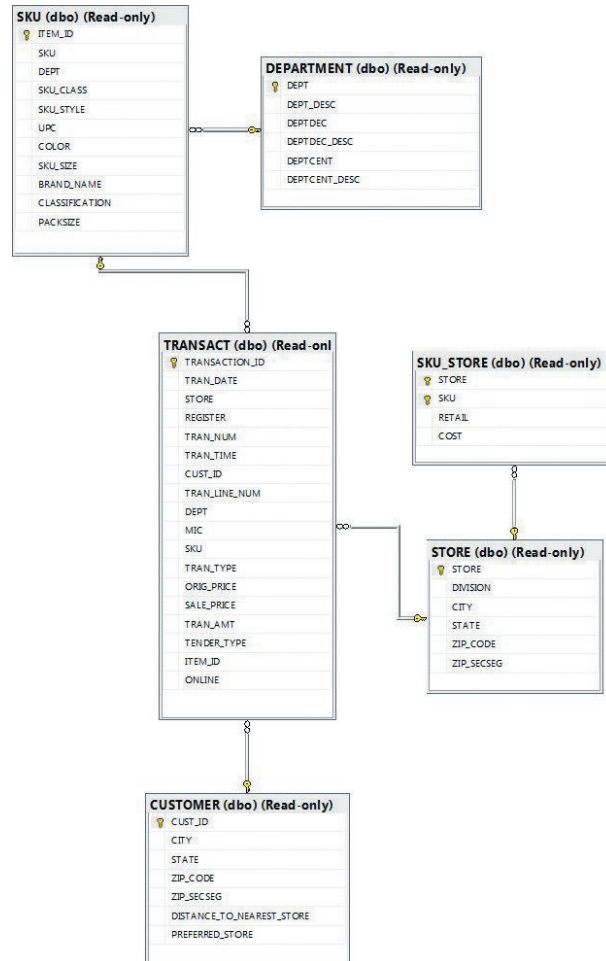 SKU (dbo) (Read-only)
ITEM_ID
SKU
DEPT
SKU_CLASS
SKU_STYLE
UPC
COLOR
SKU_SIZE
BRAND_NAME
CLASSIFICATION
PACKSIZE
DEPARTMENT (dbo) (Read-only)
DEPT
DEPT_DESC
DEPTDEC
DEPTDEC_DESC
DEPTCENT
DEPTCENT_DESC
TRANSACT (dbo) (Read-onl
TRANSACTION_ID
TRAN_DATE
STORE
REGISTER
TRAN_NUM
TRAN_TIME
CUST_ID
TRAN_LINE_NUM
DEPT
MIC
SKU
TRAN_TYPE
ORIG_PRICE
SALE_PRICE
TRAN_AMT
TENDER_TYPE
ITEM_ID
ONLINE
SKU_STORE (dbo) (Read-only)
STORE
SKU
RETAIL
COST
STORE (dbo) (Read-only)
STORE
DIVISION
CITY
STATE
ZIP_CODE
ZIP_SECSEG
CUSTOMER (dbo) (Read-only)
CUST_ID
CITY
STATE
ZIP_CODE
ZIP_SECSEG
DISTANCE_TO_NEAREST_STORE
PREFERRED_STORE